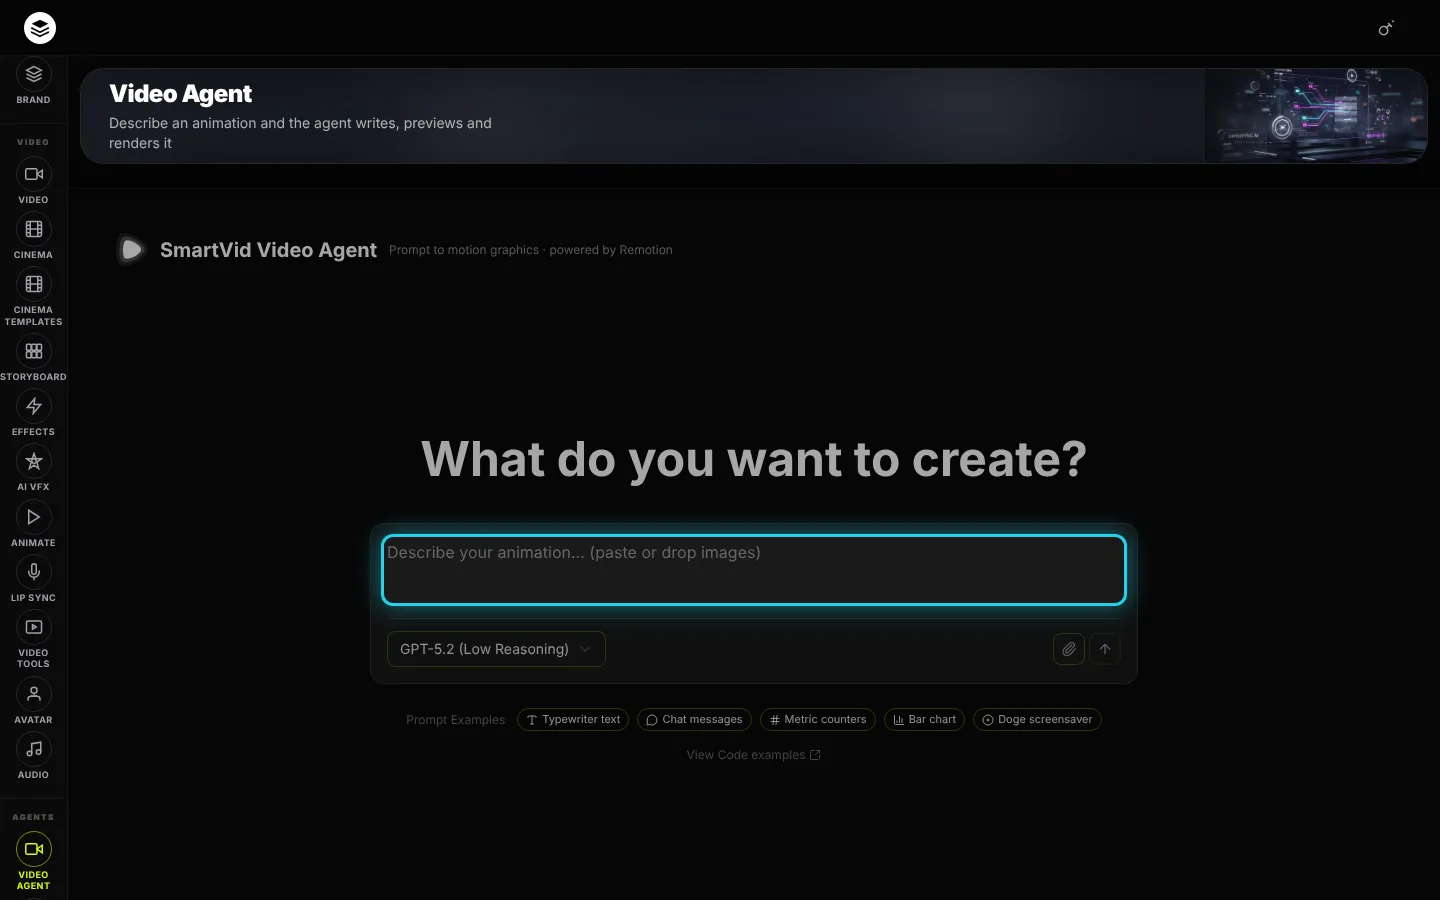 BRAND
VIDEO
VIDEO
CINEMA
CINEMA
TEMPLATES
STORYBOARD
EFFECTS
AI VFX
ANIMATE
LIP SYNC
VIDEO
TOOLS
AVATAR
AUDIO
AGENTS
VIDEO
AGENT
Video Agent
Describe an animation and the agent writes, previews and
renders it
SmartVid Video Agent Prompt to motion graphics · powered by Remotion
What do you want to create?
Describe your animation... (paste or drop images)
GPT-5.2 (Low Reasoning)
Prompt Examples Typewriter text Chat messages Metric counters Bar chart Doge screensaver
View Code examples